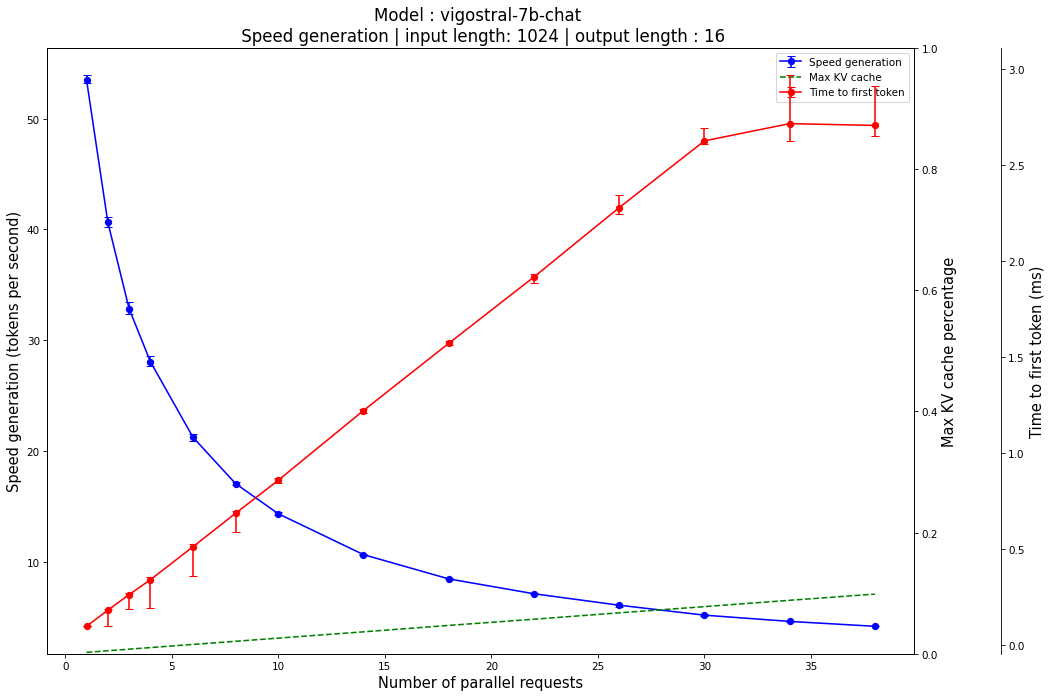 Model : vigostral-7b-chat
Speed generation | input length: 1024 | output length : 16
Speed generation
Max KV cache
Time to first token
Speed generation (tokens per second)
50
40
30
20
10
0
5
10
15
20
25
30
35
Number of parallel requests
1.0
0.8
0.6
0.4
0.2
0.0
Max KV cache percentage
3.0
2.5
2.0
1.5
1.0
0.5
0.0
Time to first token (ms)